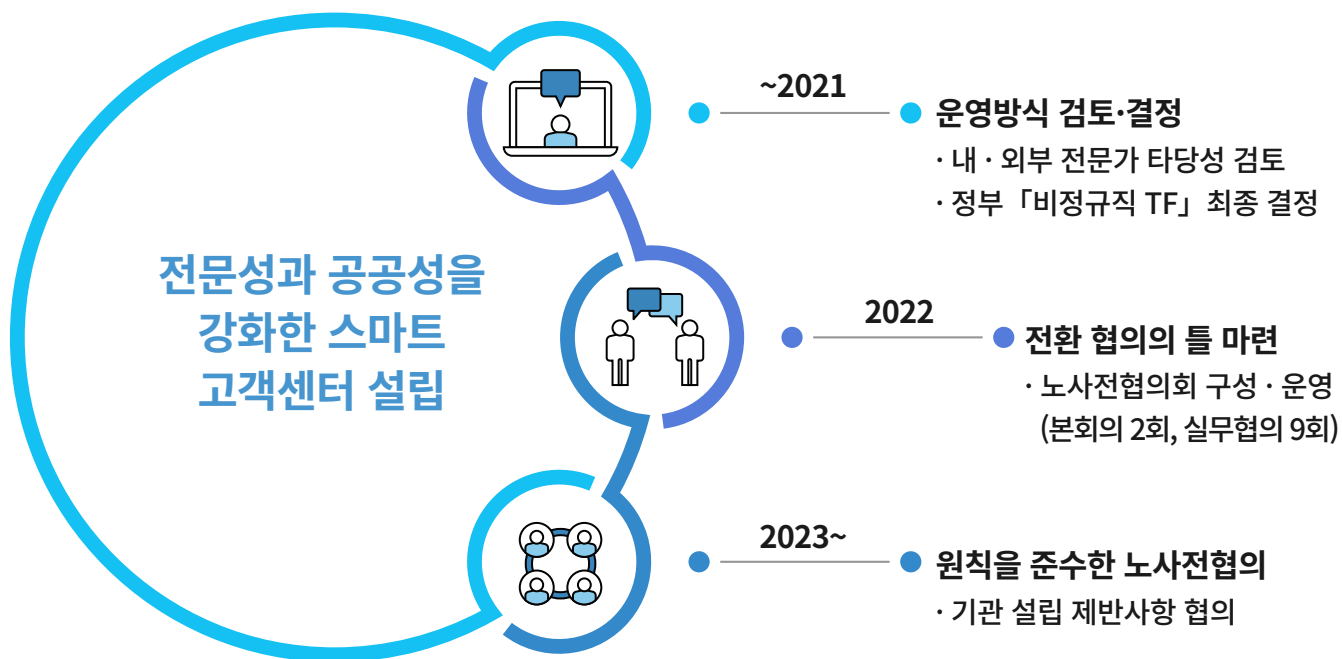 전문성과 공공성을
강화한 스마트
고객센터 설립
~2021
운영방식 검토·결정
· 내 · 외부 전문가 타당성 검토
· 정부「비정규직 TF」최종 결정
2022
전환 협의의 틀 마련
· 노사전협의회 구성 · 운영
(본회의 2회, 실무협의 9회)
2023~
원칙을 준수한 노사전협의
· 기관 설립 제반사항 협의